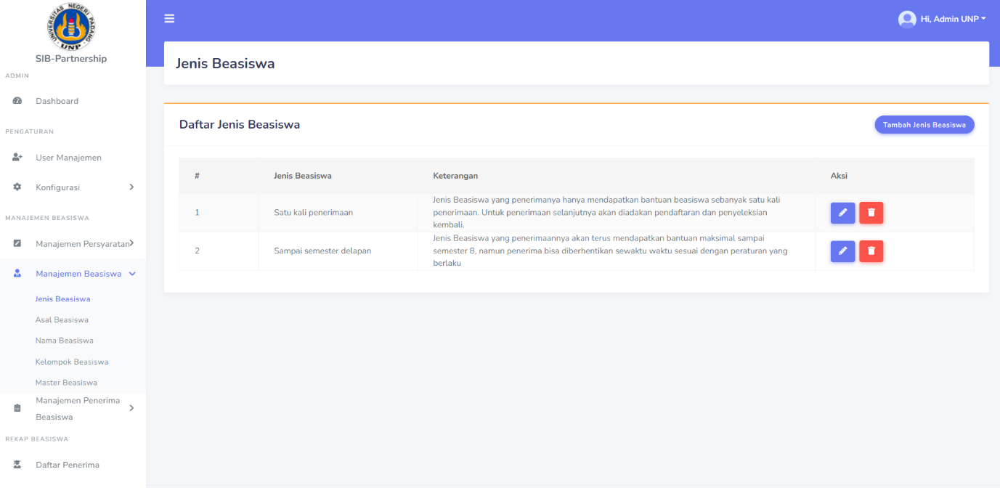 UNIVERSITAS NEGERI PADANG
UNP
SIB-Partnership
ADMIN
Dashboard
PENGATURAN
User Manajemen
Konfigurasi
MANAJEMEN BEASISWA
Manajemen Persyaratan
Manajemen Beasiswa
Jenis Beasiswa
Asal Beasiswa
Nama Beasiswa
Kelompok Beasiswa
Master Beasiswa
Manajemen Penerima
Beasiswa
REKAP BEASISWA
Daftar Penerima
Hi, Admin UNP
Jenis Beasiswa
Daftar Jenis Beasiswa
Tambah Jenis Beasiswa
# Jenis Beasiswa Keterangan Aksi
1 Satu kali penerimaan
Jenis Beasiswa yang penerimanya hanya mendapatkan bantuan beasiswa sebanyak satu kali
penerimaan. Untuk penerimaan selanjutnya akan diadakan pendaftaran dan penyeleksian
kembali.
2 Sampai semester delapan
Jenis Beasiswa yang penerimaannya akan terus mendapatkan bantuan maksimal sampai
semester 8, namun penerima bisa diberhentikan sewaktu waktu sesuai dengan peraturan yang
berlaku